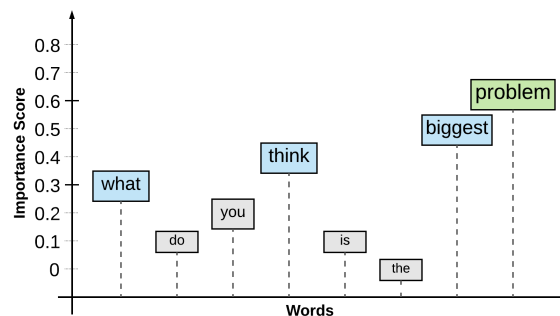 0.8
0.7
0.6
0.5
0.4
0.3
0.2
0.1
0
Importance Score
what
do
you
think
is
the
biggest
problem
Words